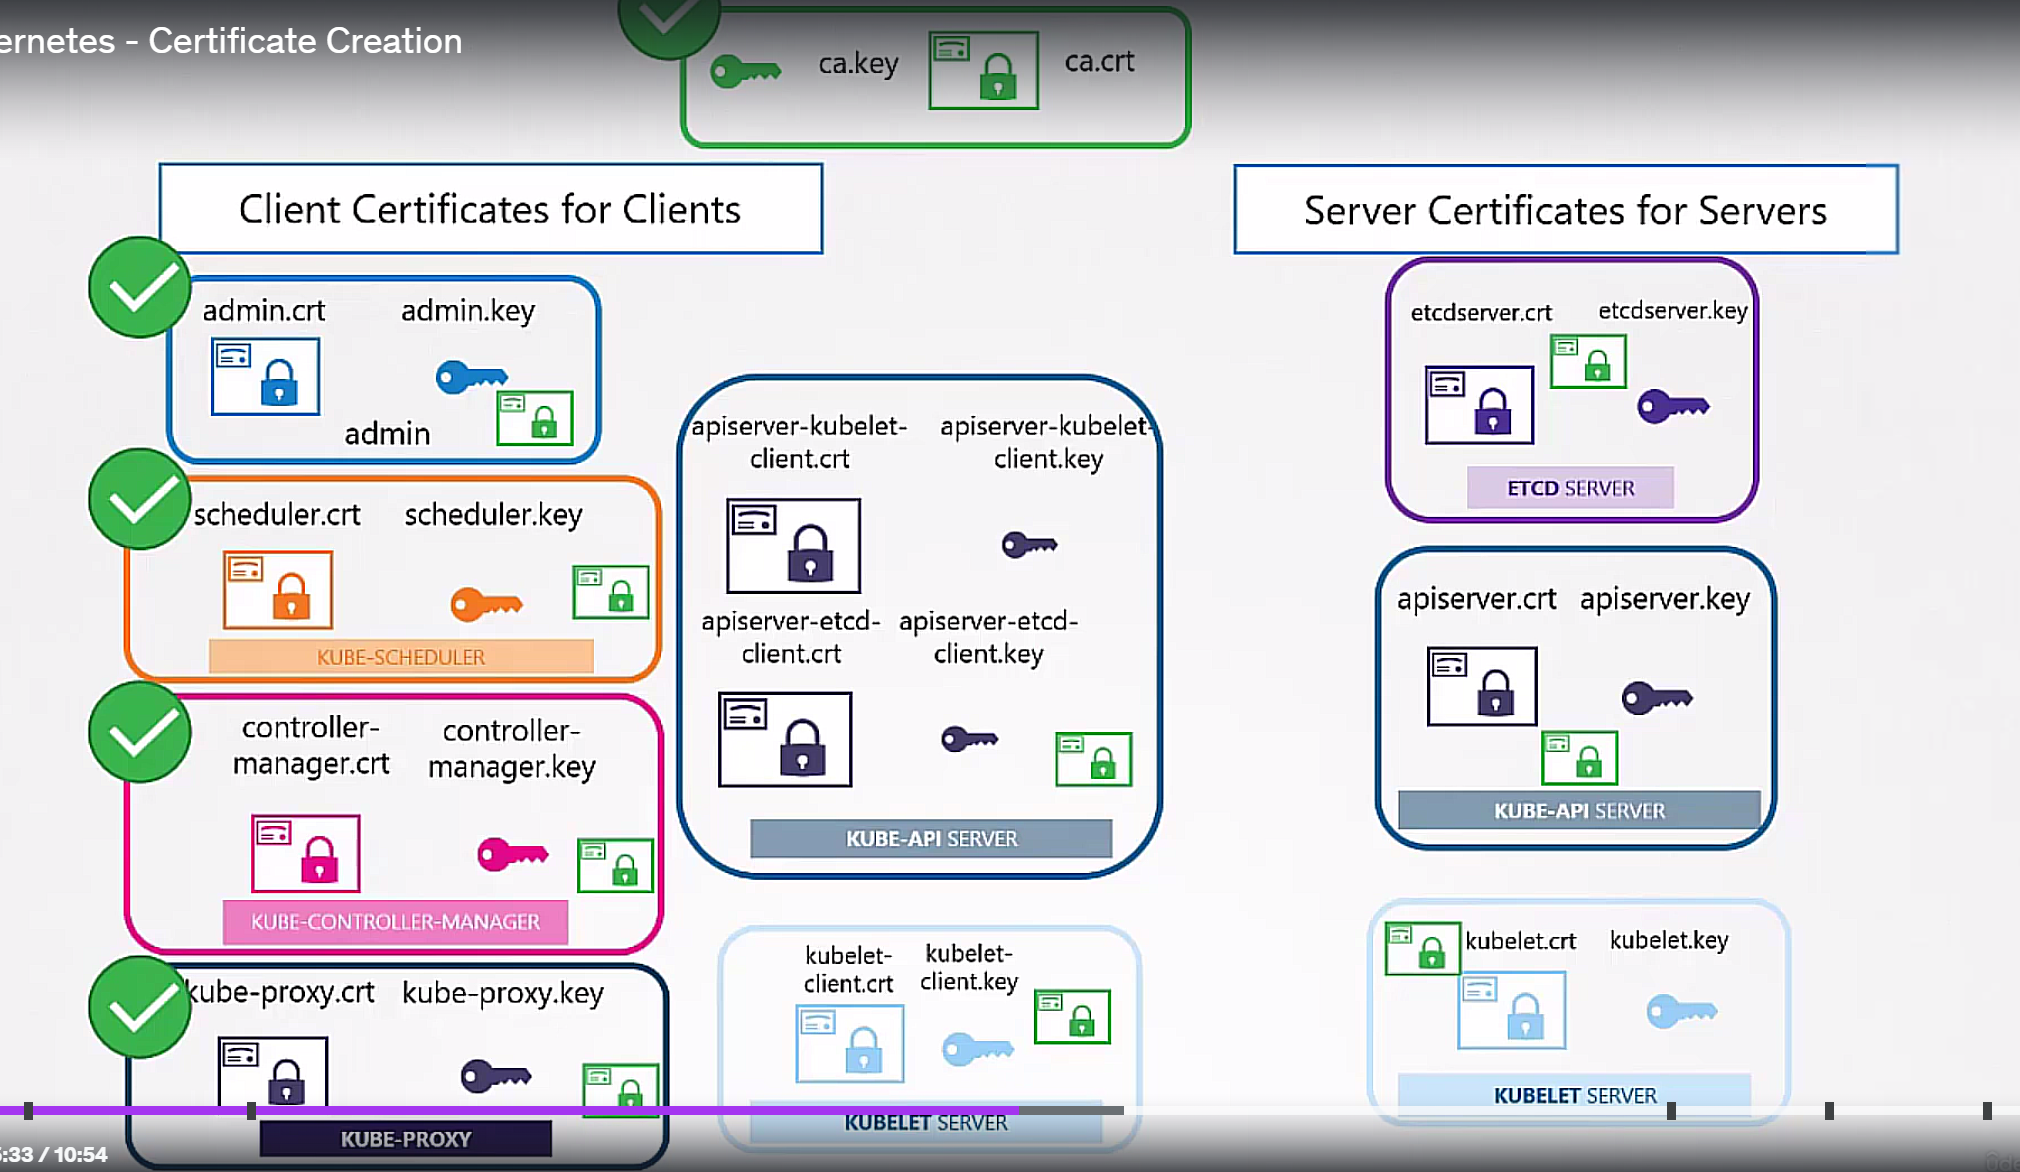 ernetes - Certificate Creation
ca.key
ca.crt
Client Certificates for Clients
Server Certificates for Servers
admin.crt
admin.key
admin
scheduler.crt
scheduler.key
KUBE-SCHEDULER
controller-
manager.crt
controller-
manager.key
KUBE-CONTROLLER-MANAGER
kube-proxy.crt
kube-proxy.key
KUBE-PROXY
apiserver-kubelet-
client.crt
apiserver-kubelet-
client.key
apiserver-etcd-
client.crt
apiserver-etcd-
client.key
KUBE-API SERVER
kubelet-
client.crt
kubelet-
client.key
KUBELET SERVER
etcdserver.crt
etcdserver.key
ETCD SERVER
apiserver.crt
apiserver.key
KUBE-API SERVER
kubelet.crt
kubelet.key
KUBELET SERVER
:33 / 10:54